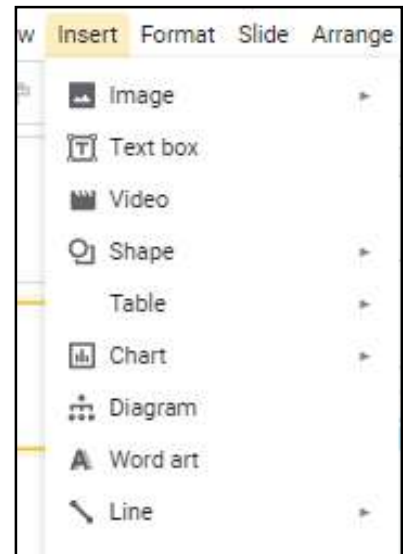 w Insert Format Slide Arrange
Image
Text box
Video
Shape
Table
Chart
Diagram
Word art
Line